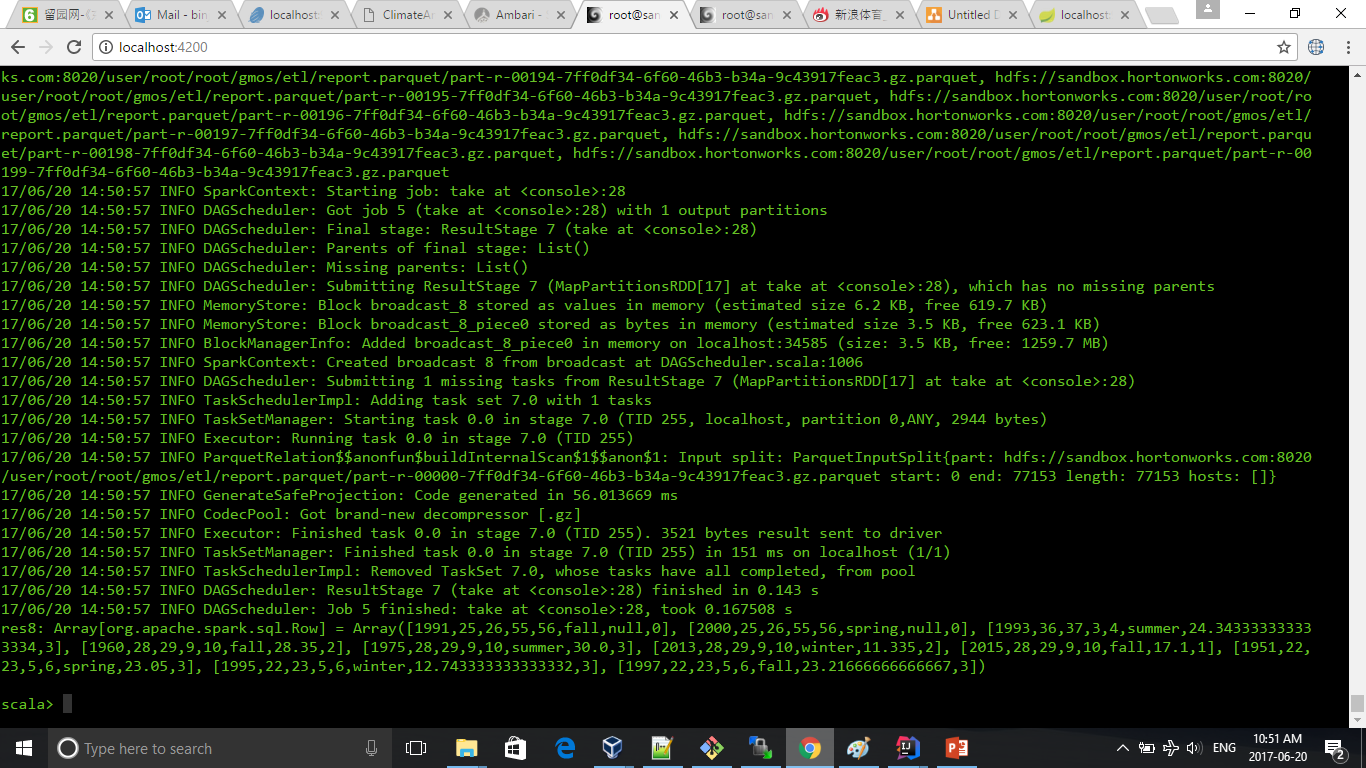 留园网-( Mail - bin localhost: ClimateAn Ambari - root@san root@san 新浪体育_ Untitled D localhost:
localhost:4200
ks.com:8020/user/root/root/gmos/etl/report.parquet/part-r-00194-7ff0df34-6f60-46b3-b34a-9c43917feac3.gz.parquet, hdfs://sandbox.hortonworks.com:8020/
user/root/root/gmos/etl/report.parquet/part-r-00195-7ff0df34-6f60-46b3-b34a-9c43917feac3.gz.parquet, hdfs://sandbox.hortonworks.com:8020/user/root/ro
ot/gmos/etl/report.parquet/part-r-00196-7ff0df34-6f60-46b3-b34a-9c43917feac3.gz.parquet, hdfs://sandbox.hortonworks.com:8020/user/root/root/gmos/etl/
report.parquet/part-r-00197-7ff0df34-6f60-46b3-b34a-9c43917feac3.gz.parquet, hdfs://sandbox.hortonworks.com:8020/user/root/root/gmos/etl/report.parqu
et/part-r-00198-7ff0df34-6f60-46b3-b34a-9c43917feac3.gz.parquet, hdfs://sandbox.hortonworks.com:8020/user/root/root/gmos/etl/report.parquet/part-r-00
199-7ff0df34-6f60-46b3-b34a-9c43917feac3.gz.parquet
17/06/20 14:50:57 INFO SparkContext: Starting job: take at <console>:28
17/06/20 14:50:57 INFO DAGScheduler: Got job 5 (take at <console>:28) with 1 output partitions
17/06/20 14:50:57 INFO DAGScheduler: Final stage: ResultStage 7 (take at <console>:28)
17/06/20 14:50:57 INFO DAGScheduler: Parents of final stage: List()
17/06/20 14:50:57 INFO DAGScheduler: Missing parents: List()
17/06/20 14:50:57 INFO DAGScheduler: Submitting ResultStage 7 (MapPartitionsRDD[17] at take at <console>:28), which has no missing parents
17/06/20 14:50:57 INFO MemoryStore: Block broadcast_8 stored as values in memory (estimated size 6.2 KB, free 619.7 KB)
17/06/20 14:50:57 INFO MemoryStore: Block broadcast_8_piece0 stored as bytes in memory (estimated size 3.5 KB, free 623.1 KB)
17/06/20 14:50:57 INFO BlockManagerInfo: Added broadcast_8_piece0 in memory on localhost:34585 (size: 3.5 KB, free: 1259.7 MB)
17/06/20 14:50:57 INFO SparkContext: Created broadcast 8 from broadcast at DAGScheduler.scala:1006
17/06/20 14:50:57 INFO DAGScheduler: Submitting 1 missing tasks from ResultStage 7 (MapPartitionsRDD[17] at take at <console>:28)
17/06/20 14:50:57 INFO TaskSchedulerImpl: Adding task set 7.0 with 1 tasks
17/06/20 14:50:57 INFO TaskSetManager: Starting task 0.0 in stage 7.0 (TID 255, localhost, partition 0,ANY, 2944 bytes)
17/06/20 14:50:57 INFO Executor: Running task 0.0 in stage 7.0 (TID 255)
17/06/20 14:50:57 INFO ParquetRelation$$anonfun$buildInternalScan$1$$anon$1: Input split: ParquetInputSplit{part: hdfs://sandbox.hortonworks.com:8020
/user/root/root/gmos/etl/report.parquet/part-r-00000-7ff0df34-6f60-46b3-b34a-9c43917feac3.gz.parquet start: 0 end: 77153 length: 77153 hosts: []}
17/06/20 14:50:57 INFO GenerateSafeProjection: Code generated in 56.013669 ms
17/06/20 14:50:57 INFO CodecPool: Got brand-new decompressor [.gz]
17/06/20 14:50:57 INFO Executor: Finished task 0.0 in stage 7.0 (TID 255). 3521 bytes result sent to driver
17/06/20 14:50:57 INFO TaskSetManager: Finished task 0.0 in stage 7.0 (TID 255) in 151 ms on localhost (1/1)
17/06/20 14:50:57 INFO TaskSchedulerImpl: Removed TaskSet 7.0, whose tasks have all completed, from pool
17/06/20 14:50:57 INFO DAGScheduler: ResultStage 7 (take at <console>:28) finished in 0.143 s
17/06/20 14:50:57 INFO DAGScheduler: Job 5 finished: take at <console>:28, took 0.167508 s
res8: Array[org.apache.spark.sql.Row] = Array([1991,25,26,55,56,fall,null,0], [2000,25,26,55,56,spring,null,0], [1993,36,37,3,4,summer,24.34333333333
3334,3], [1960,28,29,9,10,fall,28.35,2], [1975,28,29,9,10,summer,30.0,3], [2013,28,29,9,10,winter,11.335,2], [2015,28,29,9,10,fall,17.1,1], [1951,22,
23,5,6,spring,23.05,3], [1995,22,23,5,6,winter,12.743333333333332,3], [1997,22,23,5,6,fall,23.21666666666667,3])
scala>
Type here to search
ENG
10:51 AM
2017-06-20
2